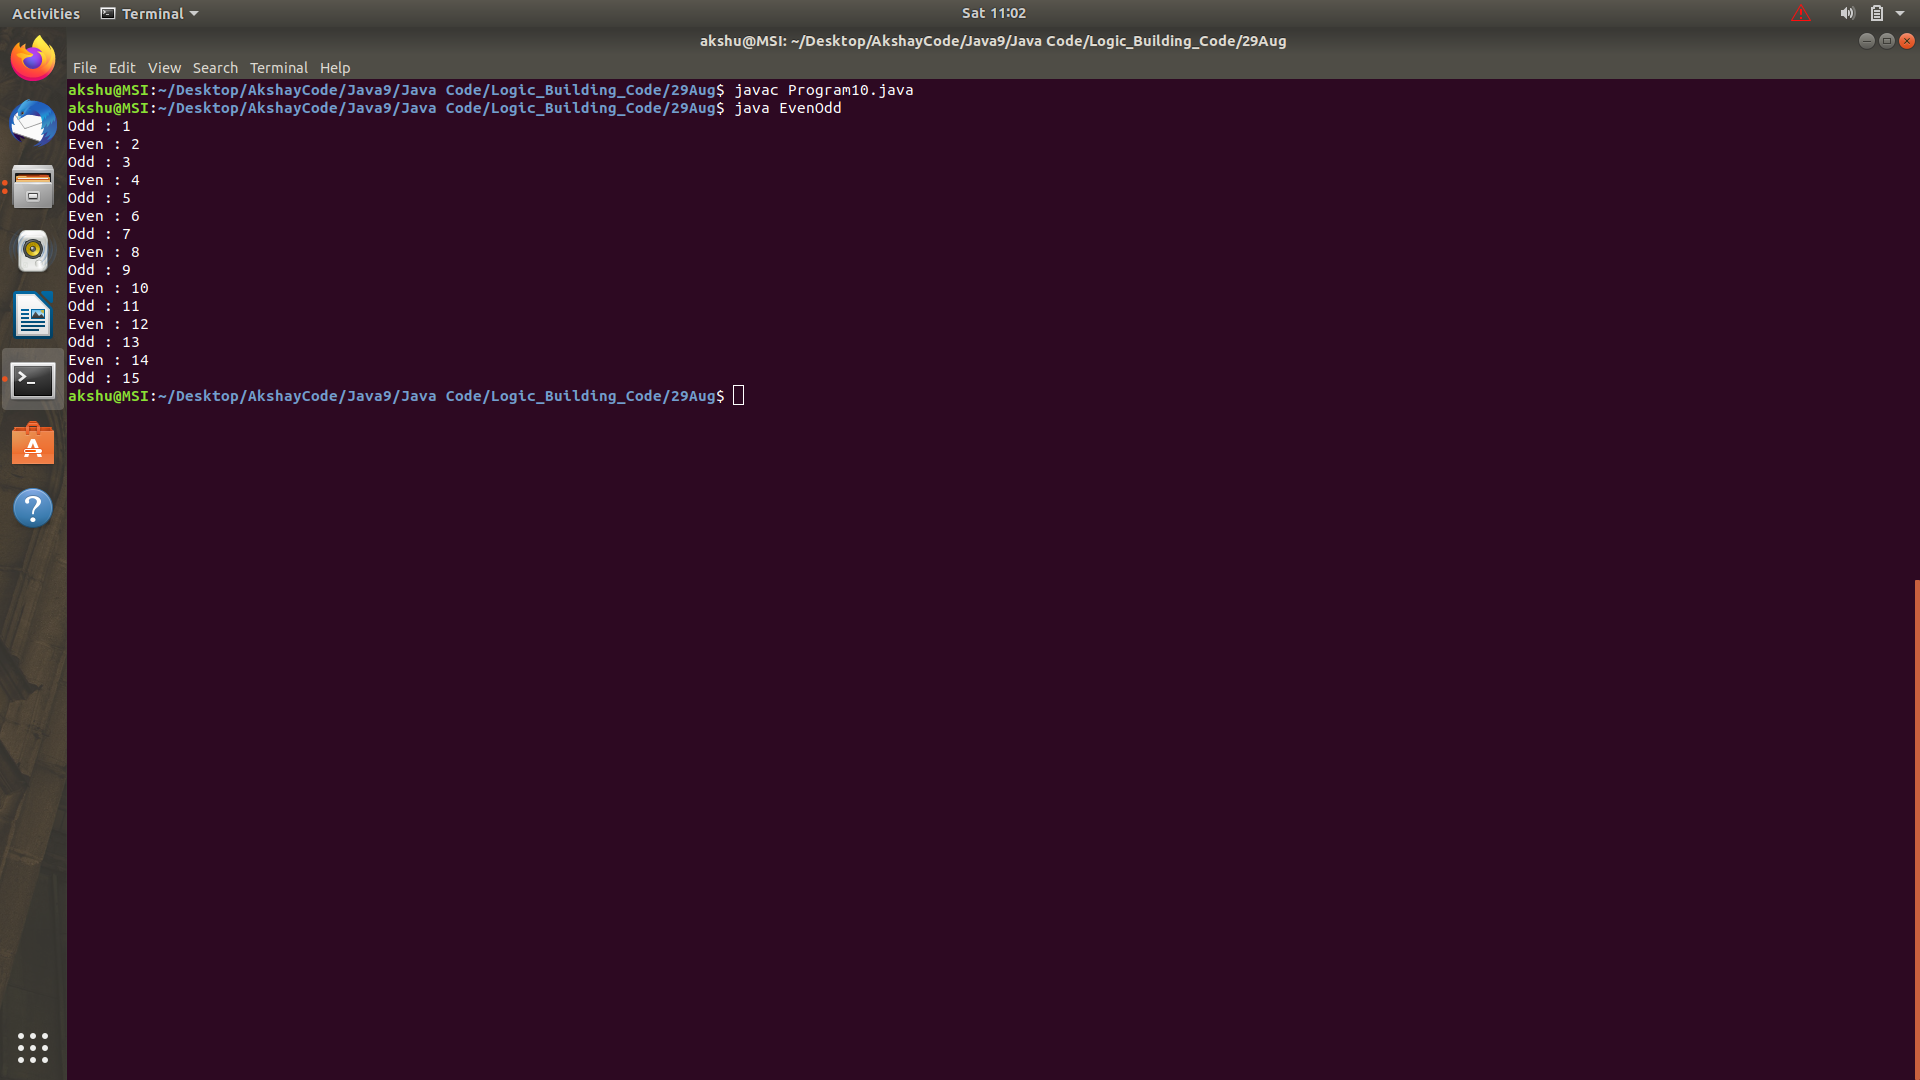 Activities Terminal Sat 11:02
akshu@MSI: ~/Desktop/AkshayCode/Java9/Java Code/Logic_Building_Code/29Aug
File Edit View Search Terminal Help
akshu@MSI:~/Desktop/AkshayCode/Java9/Java Code/Logic_Building_Code/29Aug$ javac Program10.java
akshu@MSI:~/Desktop/AkshayCode/Java9/Java Code/Logic_Building_Code/29Aug$ java EvenOdd
Odd : 1
Even : 2
Odd : 3
Even : 4
Odd : 5
Even : 6
Odd : 7
Even : 8
Odd : 9
Even : 10
Odd : 11
Even : 12
Odd : 13
Even : 14
Odd : 15
akshu@MSI:~/Desktop/AkshayCode/Java9/Java Code/Logic_Building_Code/29Aug$